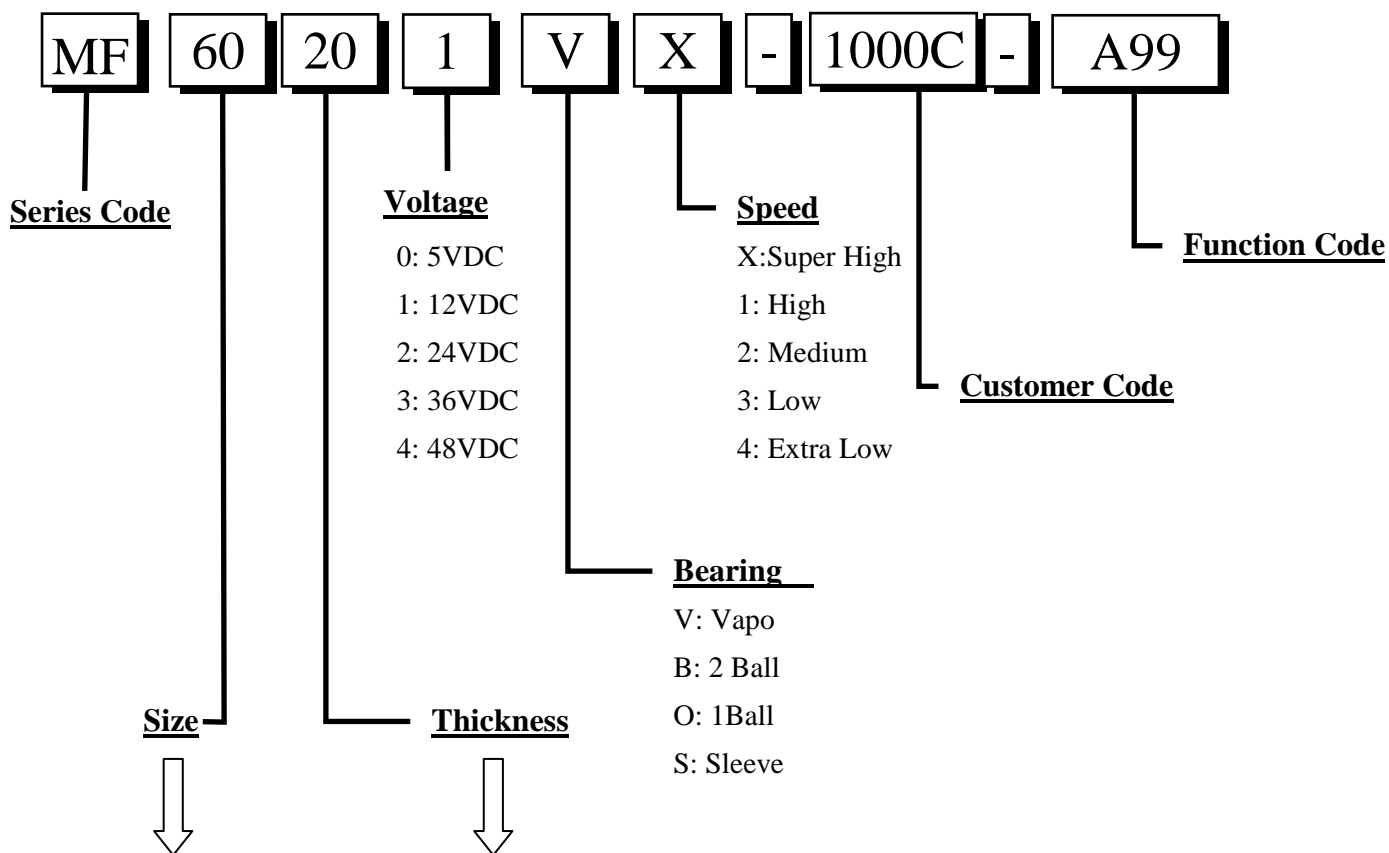 MF 60 20 1 V X - 1000C - A99
Series Code
Voltage
0: 5VDC
1: 12VDC
2: 24VDC
3: 36VDC
4: 48VDC
Speed
X:Super High
1: High
2: Medium
3: Low
4: Extra Low
Function Code
Customer Code
Bearing
V: Vapo
B: 2 Ball
O: 1Ball
S: Sleeve
Size
Thickness